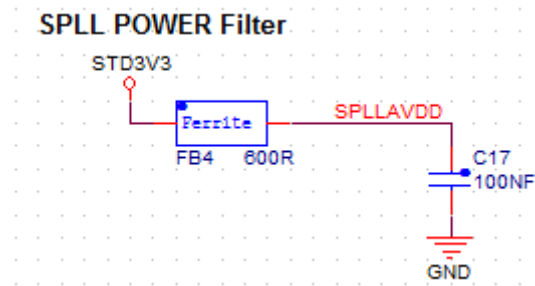 SPLL POWER Filter
STD3V3
Ferrite
SPLLAVDD
FB4 600R
C17
100NF
GND